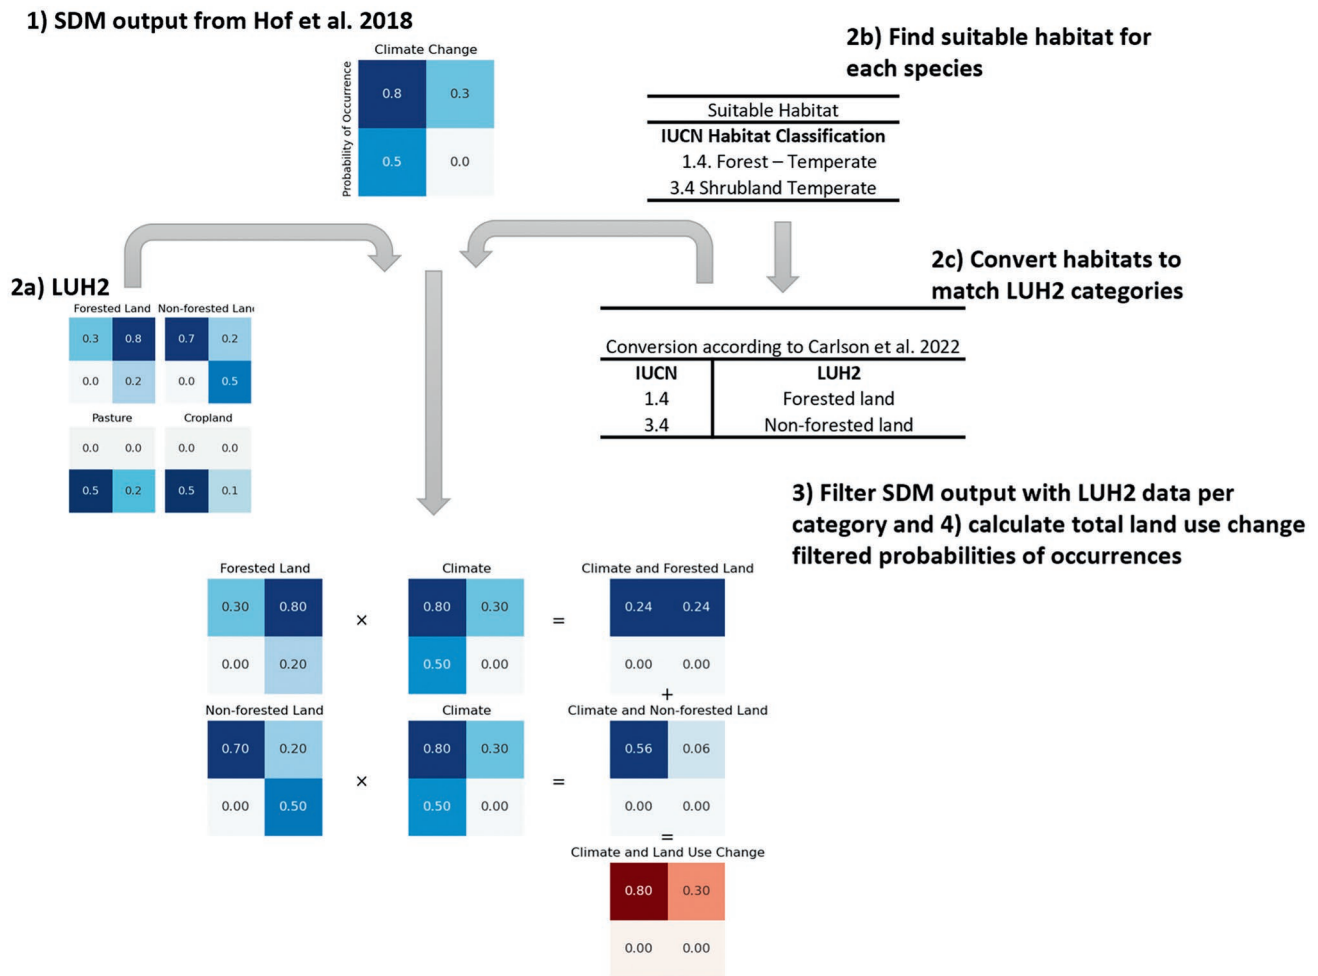 1) SDM output from Hof et al. 2018
Climate Change
Probability of Occurrence
0.8 0.3
0.5 0.0
2b) Find suitable habitat for
each species
Suitable Habitat
IUCN Habitat Classification
1.4. Forest – Temperate
3.4 Shrubland Temperate
2a) LUH2
Forested Land Non-forested Lan
0.3 0.8 0.7 0.2
0.0 0.2 0.0 0.5
Pasture Cropland
0.0 0.0 0.0 0.0
0.5 0.2 0.5 0.1
2c) Convert habitats to
match LUH2 categories
Conversion according to Carlson et al. 2022
IUCN LUH2
1.4 Forested land
3.4 Non-forested land
3) Filter SDM output with LUH2 data per
category and 4) calculate total land use change
filtered probabilities of occurrences
Forested Land Climate Climate and Forested Land
0.30 0.80 × 0.80 0.30 = 0.24 0.24
0.00 0.20 0.50 0.00 0.00 0.00
+
Non-forested Land Climate Climate and Non-forested Land
0.70 0.20 × 0.80 0.30 = 0.56 0.06
0.00 0.50 0.50 0.00 0.00 0.00
=
Climate and Land Use Change
0.80 0.30
0.00 0.00